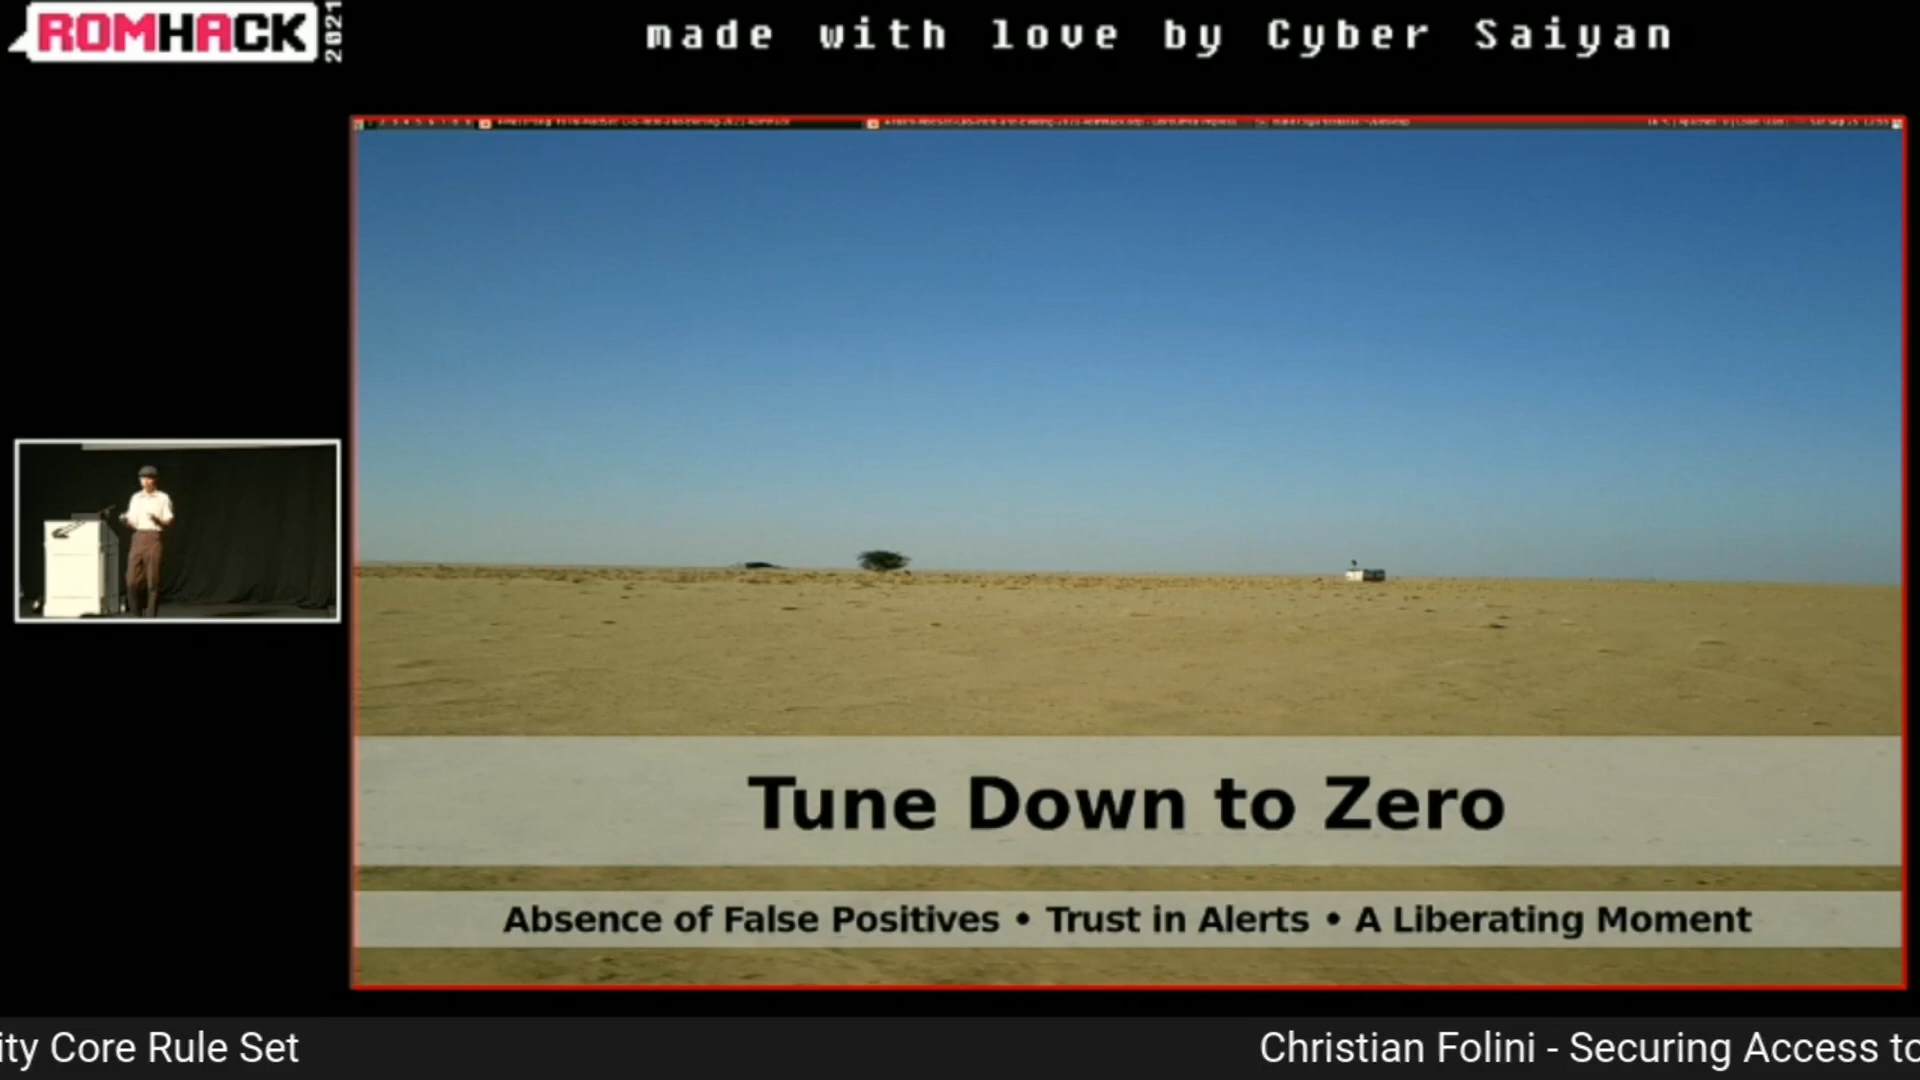 ROMHACK
2021
made with love by Cyber Saiyan
Tune Down to Zero
Absence of False Positives • Trust in Alerts • A Liberating Moment
ity Core Rule Set
Christian Folini - Securing Access to